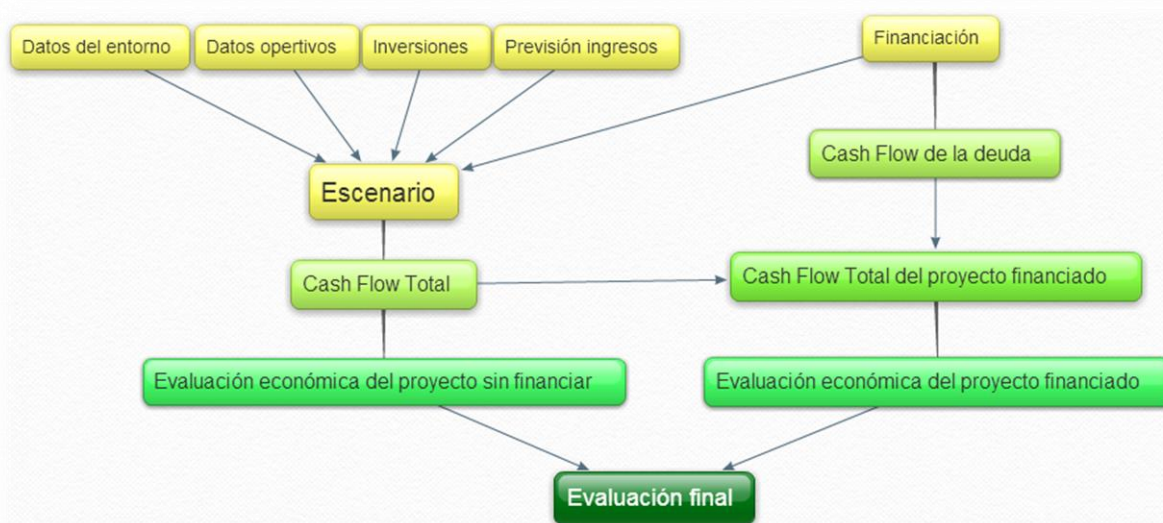 Datos del entorno
Datos opertivos
Inversiones
Previsión ingresos
Financiación
Cash Flow de la deuda
Escenario
Cash Flow Total
Cash Flow Total del proyecto financiado
Evaluación económica del proyecto sin financiar
Evaluación económica del proyecto financiado
Evaluación final